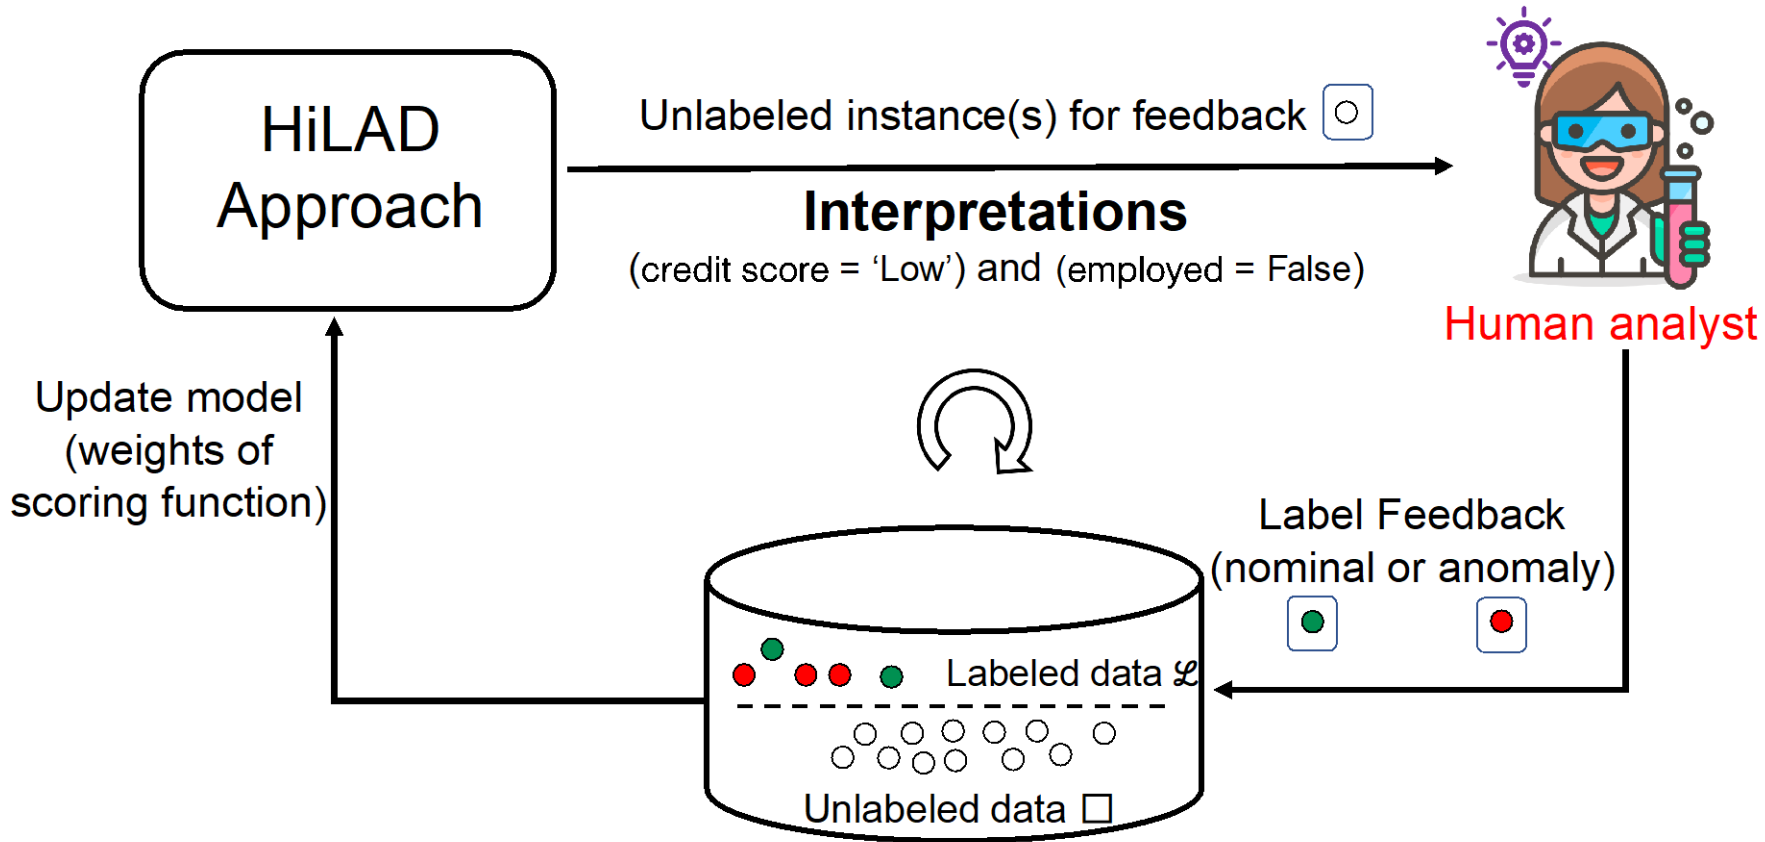 HiLAD
Approach
Unlabeled instance(s) for feedback
Interpretations
(credit score = ‘Low’) and (employed = False)
Human analyst
Update model
(weights of
scoring function)
Label Feedback
(nominal or anomaly)
Labeled data ℒ
Unlabeled data □